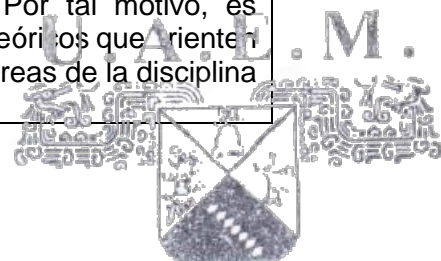 Por tal motivo, es
U . A . E . M .
eóricos que orienten
reas de la disciplina